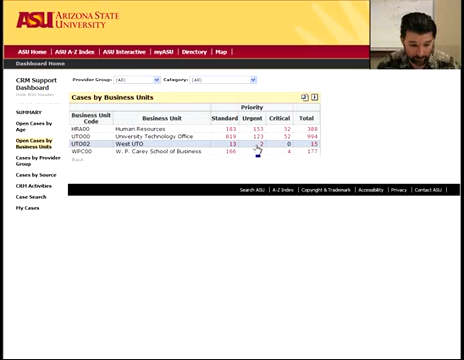 ASU ARIZONA STATE UNIVERSITY
ASU Home | ASU A-Z Index | ASU Interactive | myASU | Directory | Map
Dashboard Home
CRM Support Dashboard
Provider Group: (All) Category: (All)
SUMMARY
Open Cases by Age
Open Cases by Business Units
Cases by Provider Group
Cases by Source
CRM Activities
Case Search
My Cases
Cases by Business Units
Priority
Business Unit Code Business Unit Standard Urgent Critical Total
HRA00 Human Resources 183 153 52 388
UTO00 University Technology Office 819 123 52 994
UTO02 West UTO 13 2 0 15
WPC00 W. P. Carey School of Business 166 4 177
Back
Search ASU | A-Z Index | Copyright & Trademark | Accessibility | Privacy | Contact ASU